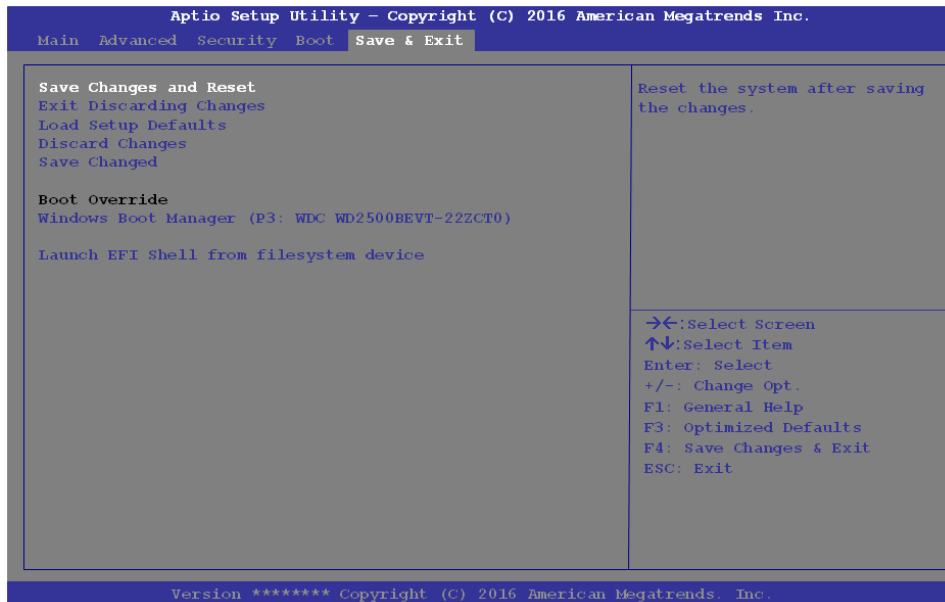 Aptio Setup Utility – Copyright (C) 2016 American Megatrends Inc.
Main Advanced Security Boot Save & Exit
Save Changes and Reset
Exit Discarding Changes
Load Setup Defaults
Discard Changes
Save Changed
Boot Override
Windows Boot Manager (P3: WDC WD2500BEVT-22ZCT0)
Launch EFI Shell from filesystem device
Reset the system after saving
the changes.
→←:Select Screen
↑↓:Select Item
Enter: Select
+/-: Change Opt.
F1: General Help
F3: Optimized Defaults
F4: Save Changes & Exit
ESC: Exit
Version ******** Copyright (C) 2016 American Megatrends. Inc.